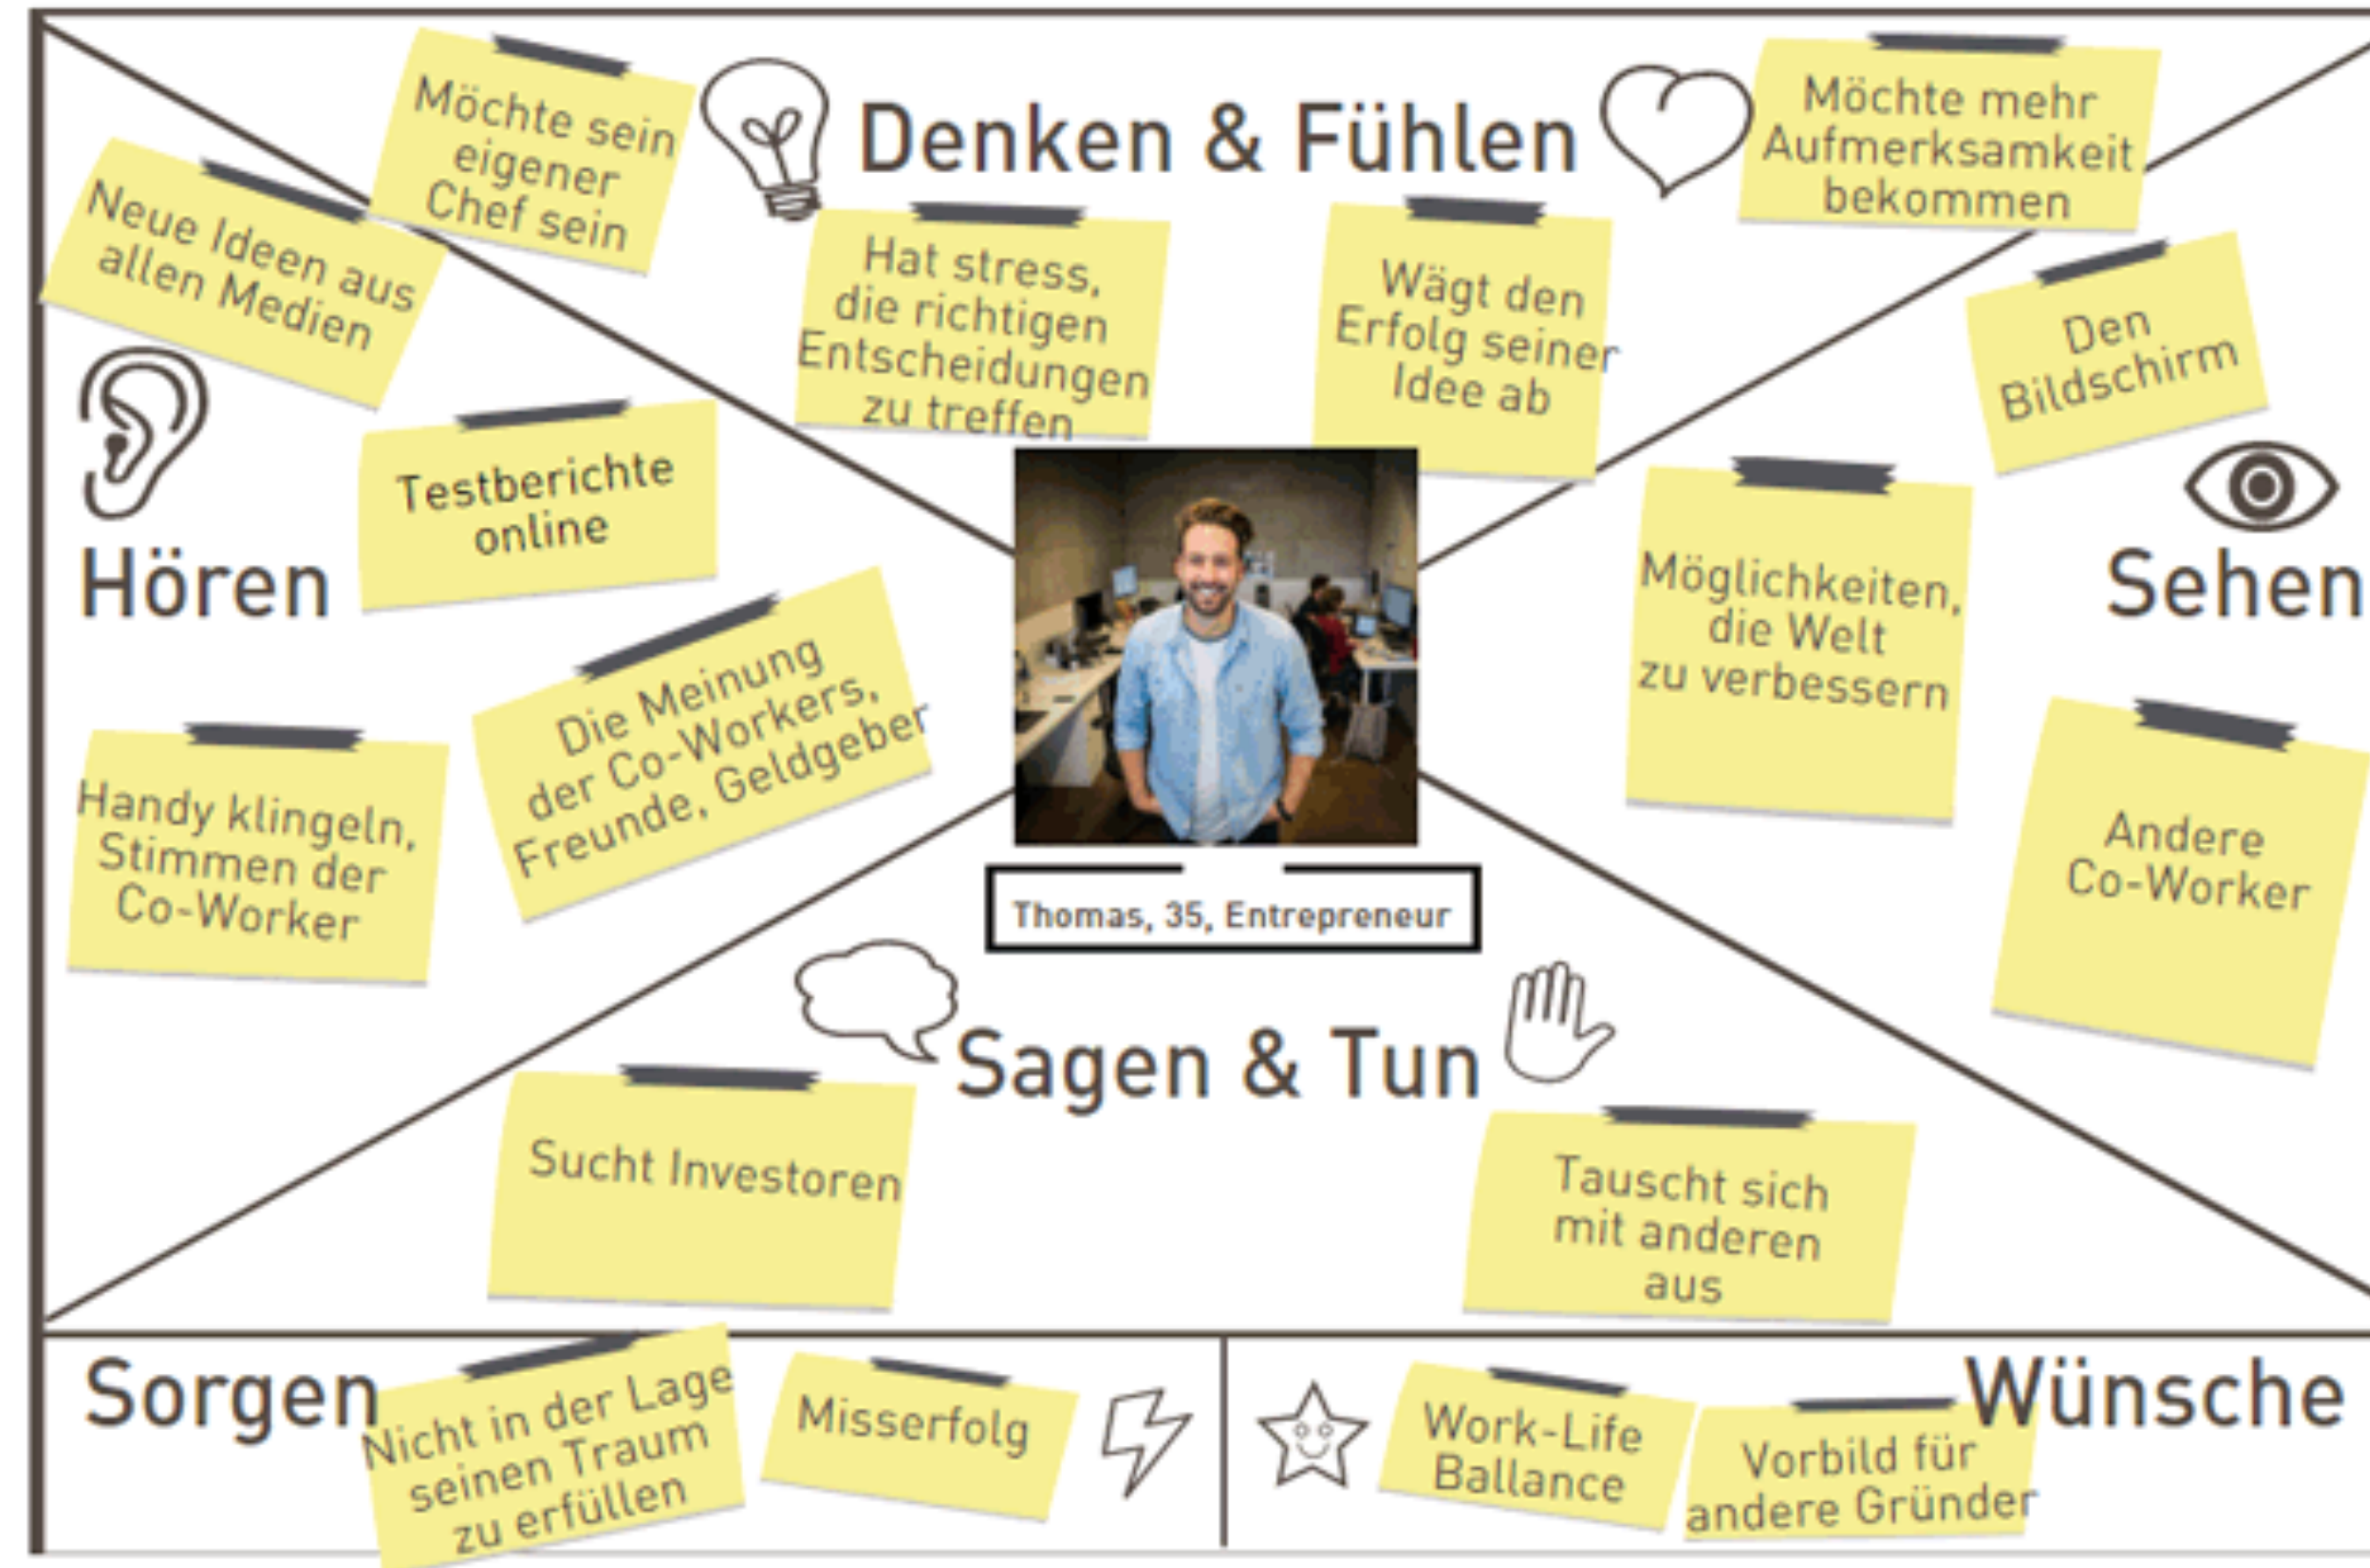 Möchte sein
eigener
Chef sein
Denken & Fühlen
Möchte mehr
Aufmerksamkeit
bekommen
Neue Ideen aus
allen Medien
Hat stress,
die richtigen
Entscheidungen
zu treffen
Wägt den
Erfolg seiner
Idee ab
Den
Bildschirm
Testberichte
online
Hören
Sehen
Möglichkeiten,
die Welt
zu verbessern
Die Meinung
der Co-Workers,
Freunde, Geldgeber
Handy klingeln,
Stimmen der
Co-Worker
Andere
Co-Worker
Thomas, 35, Entrepreneur
Sagen & Tun
Sucht Investoren
Tauscht sich
mit anderen
aus
Sorgen
Nicht in der Lage
seinen Traum
zu erfüllen
Misserfolg
Work-Life
Ballance
Vorbild für
andere Gründer
Wünsche